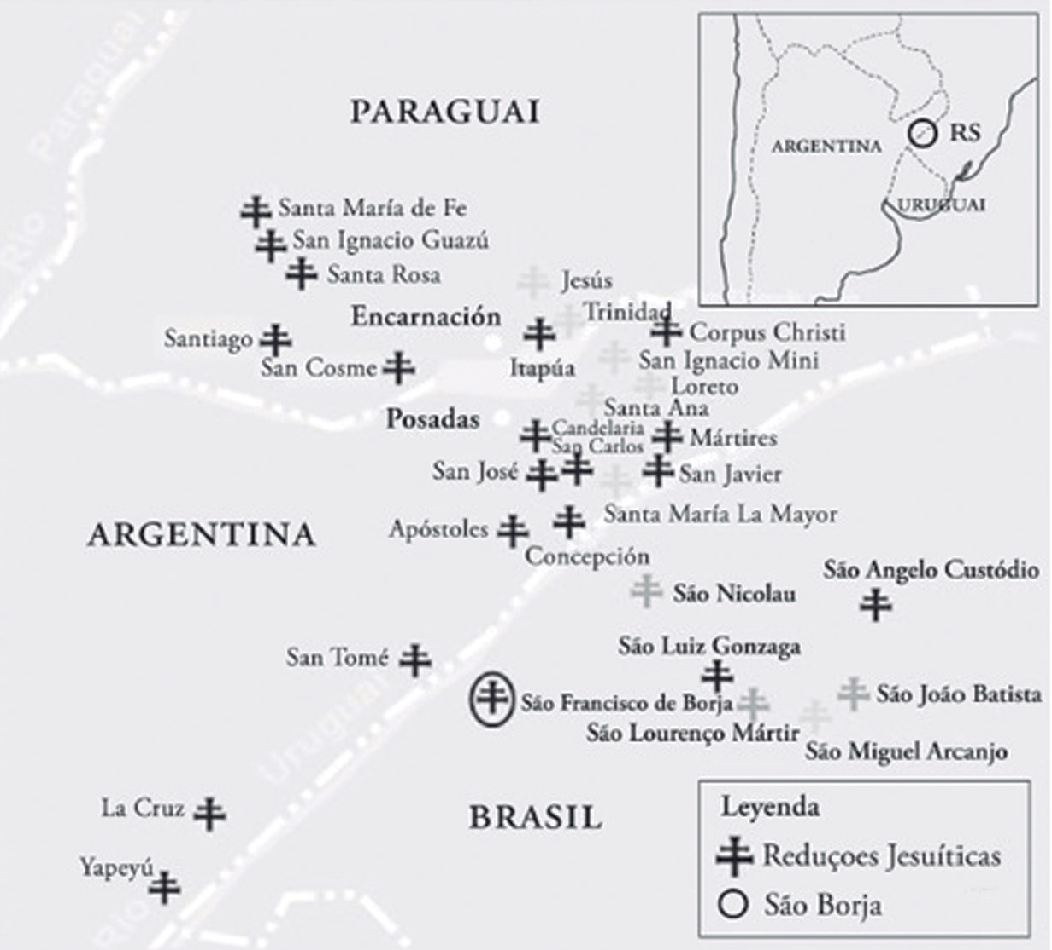 Paraguai
Rio
PARAGUAI
ARGENTINA
RS
URUGUAI
Santa María de Fe
San Ignacio Guazú
Santa Rosa
Jesús
Trinidad
Encarnación
Corpus Christi
Santiago
San Cosme
Itapúa
San Ignacio Mini
Loreto
Santa Ana
Posadas
Candelaria
San Carlos
Mártires
San José
San Javier
Santa María La Mayor
Apóstoles
ARGENTINA
Concepción
São Angelo Custódio
São Nicolau
São Luiz Gonzaga
San Tomé
São Francisco de Borja
São João Batista
São Lourenço Mártir
São Miguel Arcanjo
Uruguai
Rio
La Cruz
BRASIL
Yapeyú
Leyenda
Reduçoes Jesuíticas
São Borja